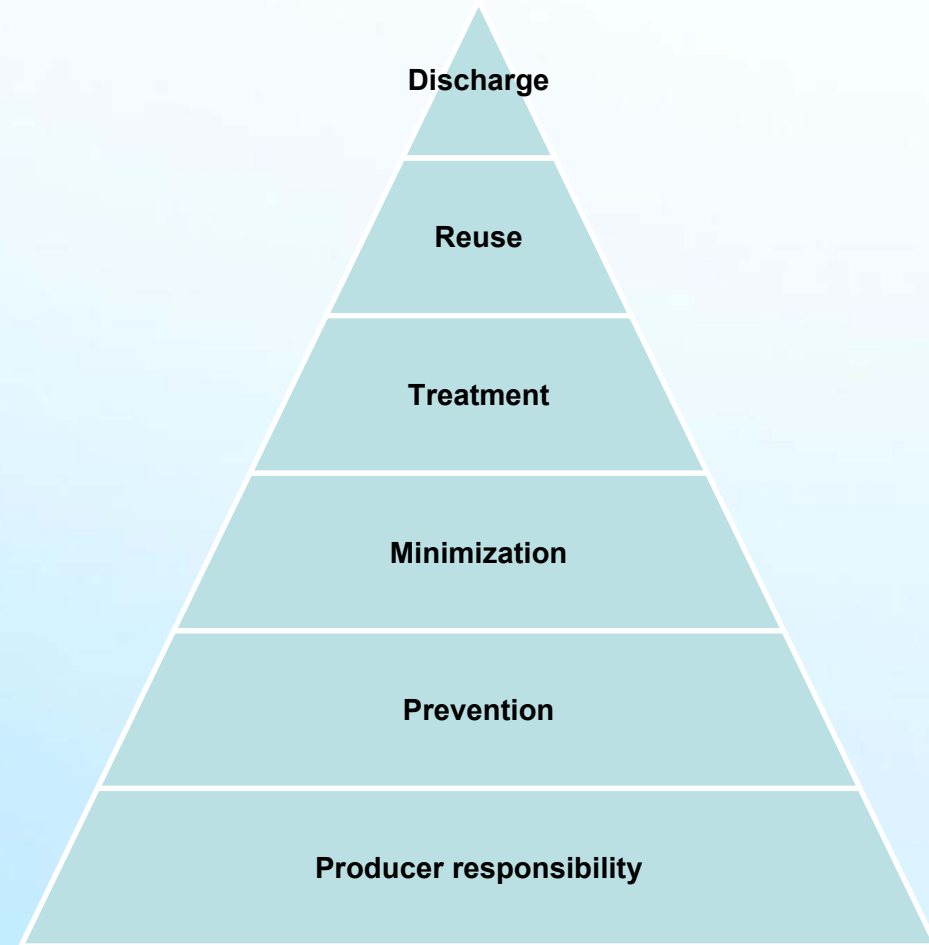 Discharge
Reuse
Treatment
Minimization
Prevention
Producer responsibility